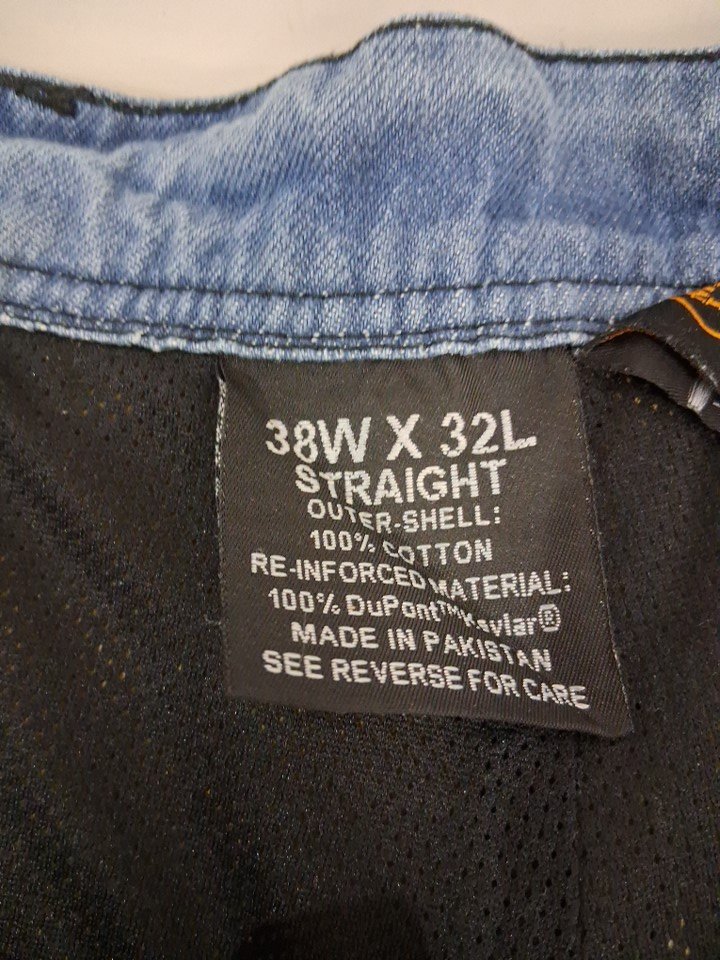 38W X 32L
STRAIGHT
OUTER-SHELL:
100% COTTON
RE-INFORCED MATERIAL:
100% DuPont™ Kevlar®
MADE IN PAKISTAN
SEE REVERSE FOR CARE